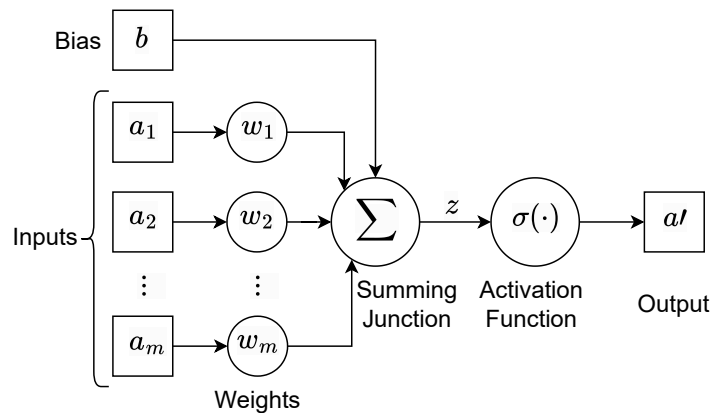 Bias b
a₁ w₁
Inputs a₂ w₂ ∑ z σ(·) a′
⋮ ⋮
Summing Junction
Activation Function
Output
aₘ wₘ
Weights